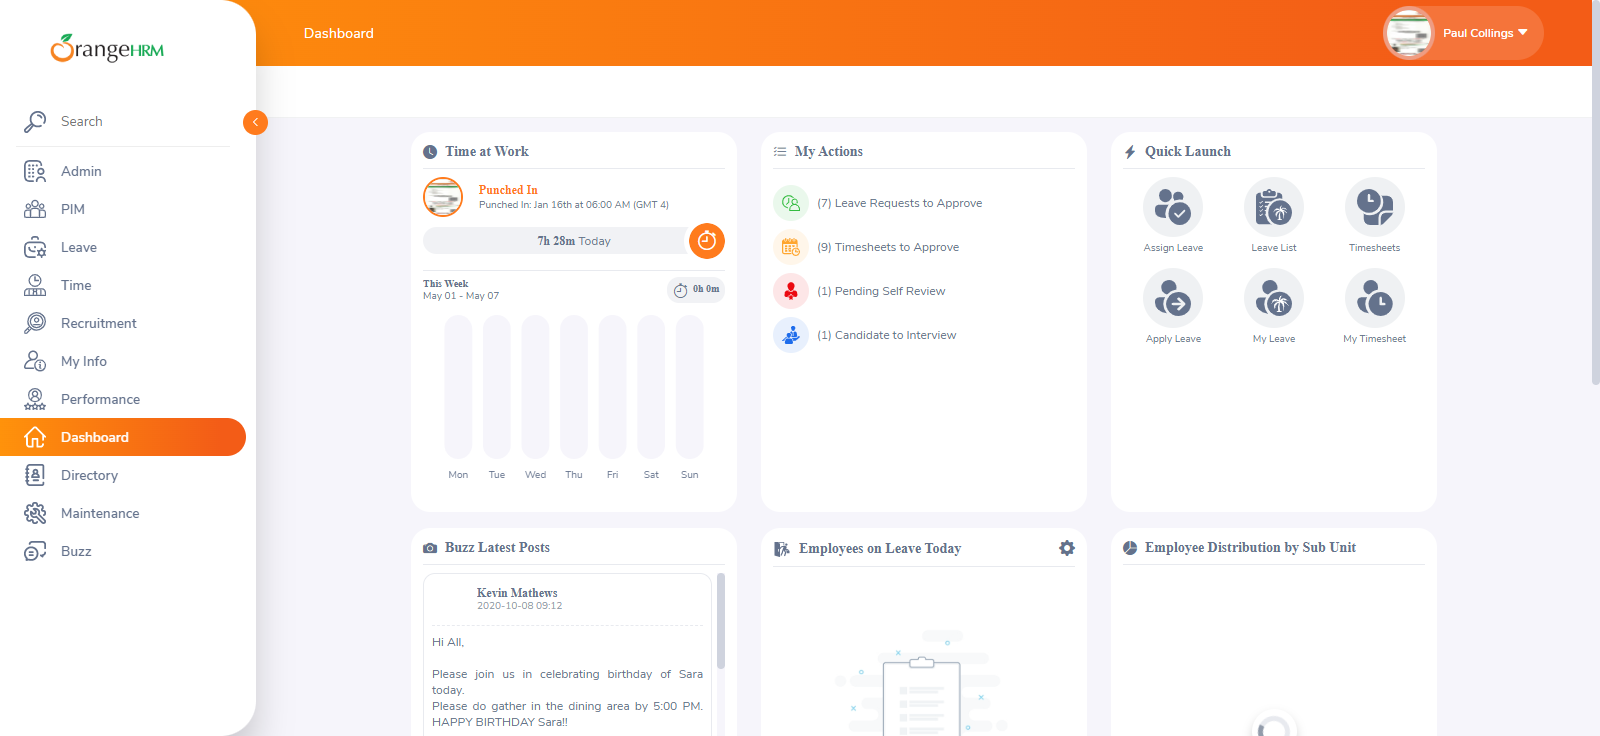 OrangeHRM
Search
Admin
PIM
Leave
Time
Recruitment
My Info
Performance
Dashboard
Directory
Maintenance
Buzz
Dashboard
Paul Collings
Time at Work
Punched In
Punched In: Jan 16th at 06:00 AM (GMT 4)
7h 28m Today
This Week
May 01 - May 07
0h 0m
Mon Tue Wed Thu Fri Sat Sun
My Actions
(7) Leave Requests to Approve
(9) Timesheets to Approve
(1) Pending Self Review
(1) Candidate to Interview
Quick Launch
Assign Leave Leave List Timesheets
Apply Leave My Leave My Timesheet
Buzz Latest Posts
Kevin Mathews
2020-10-08 09:12
Hi All,
Please join us in celebrating birthday of Sara
today.
Please do gather in the dining area by 5:00 PM.
HAPPY BIRTHDAY Sara!!
Employees on Leave Today
Employee Distribution by Sub Unit